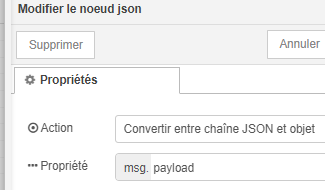 Modifier le noeud json
Supprimer Annuler
Propriétés
Action Convertir entre chaîne JSON et objet
Propriété msg. payload